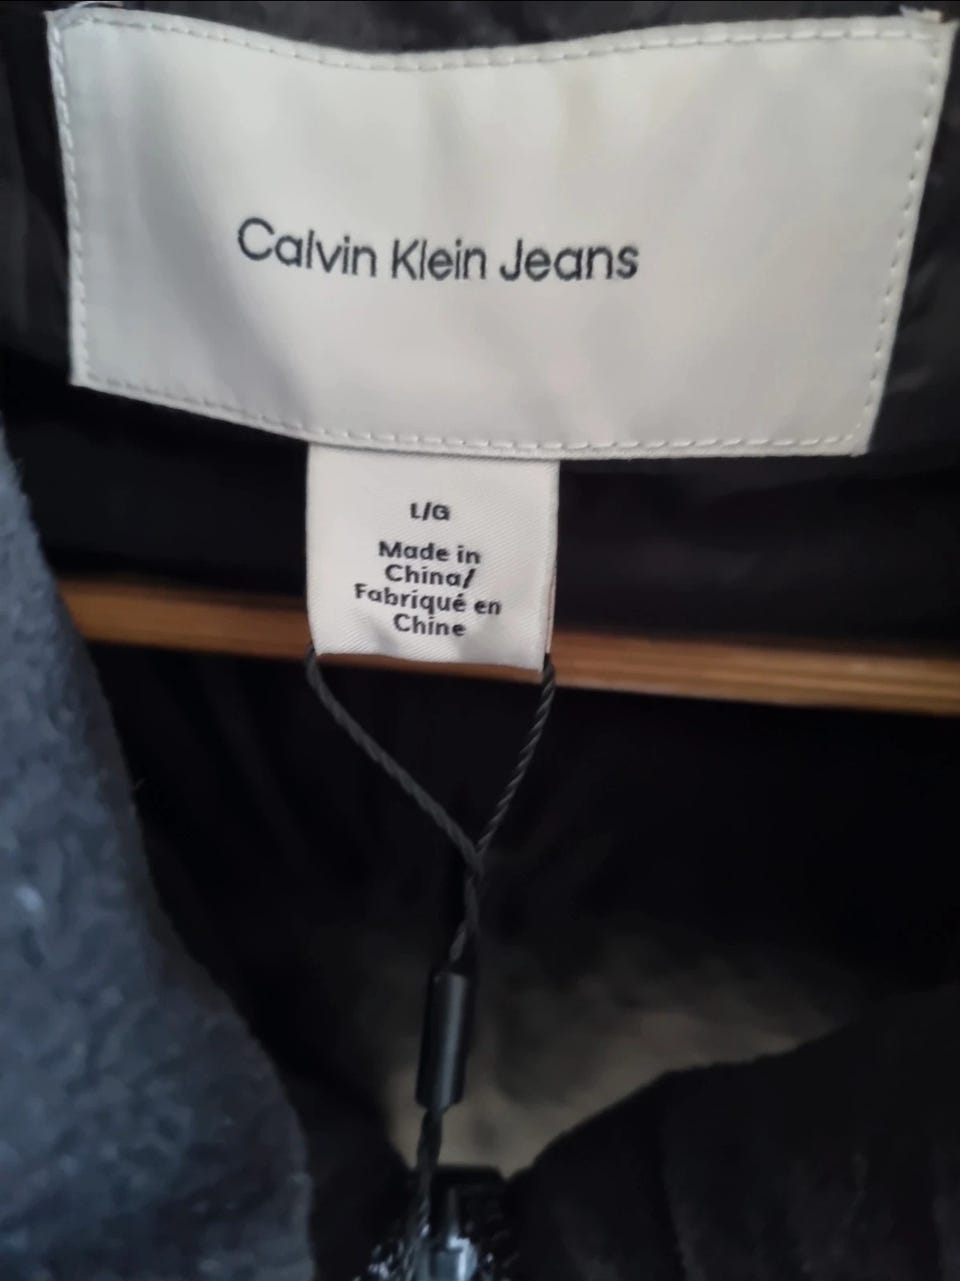 Calvin Klein Jeans
L/G
Made in
China/
Fabriqué en
Chine